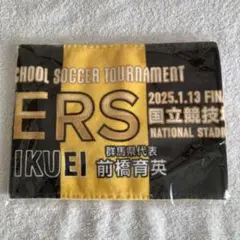 CHOOL SOCCER TOURNAMENT
ERS
2025.1.13 FIN
国立競技
NATIONAL STADI
IKUEI
群馬県代表
前橋育英